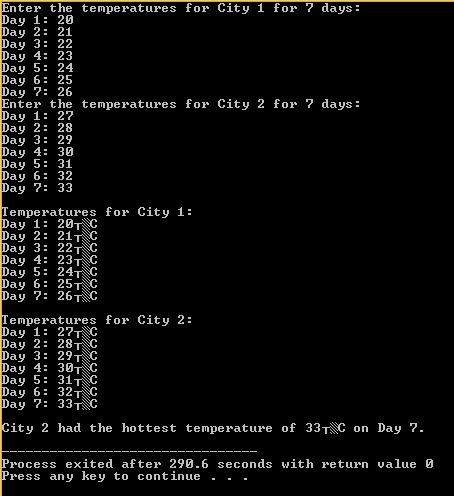 Enter the temperatures for City 1 for 7 days:
Day 1: 20
Day 2: 21
Day 3: 22
Day 4: 23
Day 5: 24
Day 6: 25
Day 7: 26
Enter the temperatures for City 2 for 7 days:
Day 1: 27
Day 2: 28
Day 3: 29
Day 4: 30
Day 5: 31
Day 6: 32
Day 7: 33
Temperatures for City 1:
Day 1: 20┬░C
Day 2: 21┬░C
Day 3: 22┬░C
Day 4: 23┬░C
Day 5: 24┬░C
Day 6: 25┬░C
Day 7: 26┬░C
Temperatures for City 2:
Day 1: 27┬░C
Day 2: 28┬░C
Day 3: 29┬░C
Day 4: 30┬░C
Day 5: 31┬░C
Day 6: 32┬░C
Day 7: 33┬░C
City 2 had the hottest temperature of 33┬░C on Day 7.
--------------------------------
Process exited after 290.6 seconds with return value 0
Press any key to continue . . .